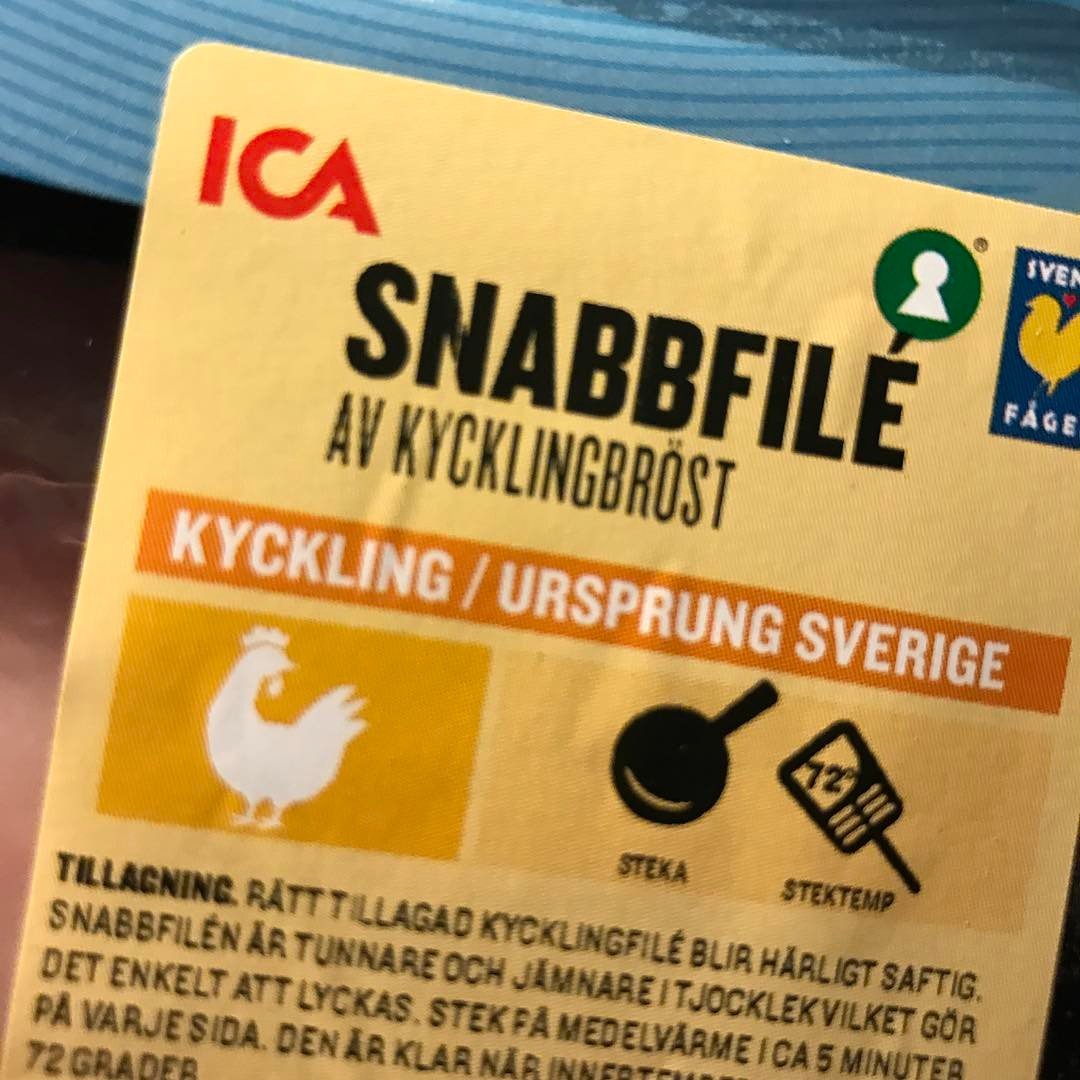 ICA
SNABBFILÉ
AV KYCKLINGBRÖST
®
FÅGE
KYCKLING / URSPRUNG SVERIGE
72°
STEKA
STEKTEMP
TILLAGNING. RÄTT TILLAGAD KYCKLINGFILÉ BLIR HÄRLIGT SAFTIG.
SNABBFILÉN ÄR TUNNARE OCH JÄMNARE I TJOCKLEK VILKET GÖR
DET ENKELT ATT LYCKAS. STEK PÅ MEDELVÄRME I CA 5 MINUTER
PÅ VARJE SIDA. DEN ÄR KLAR NÄR
72 GRADER